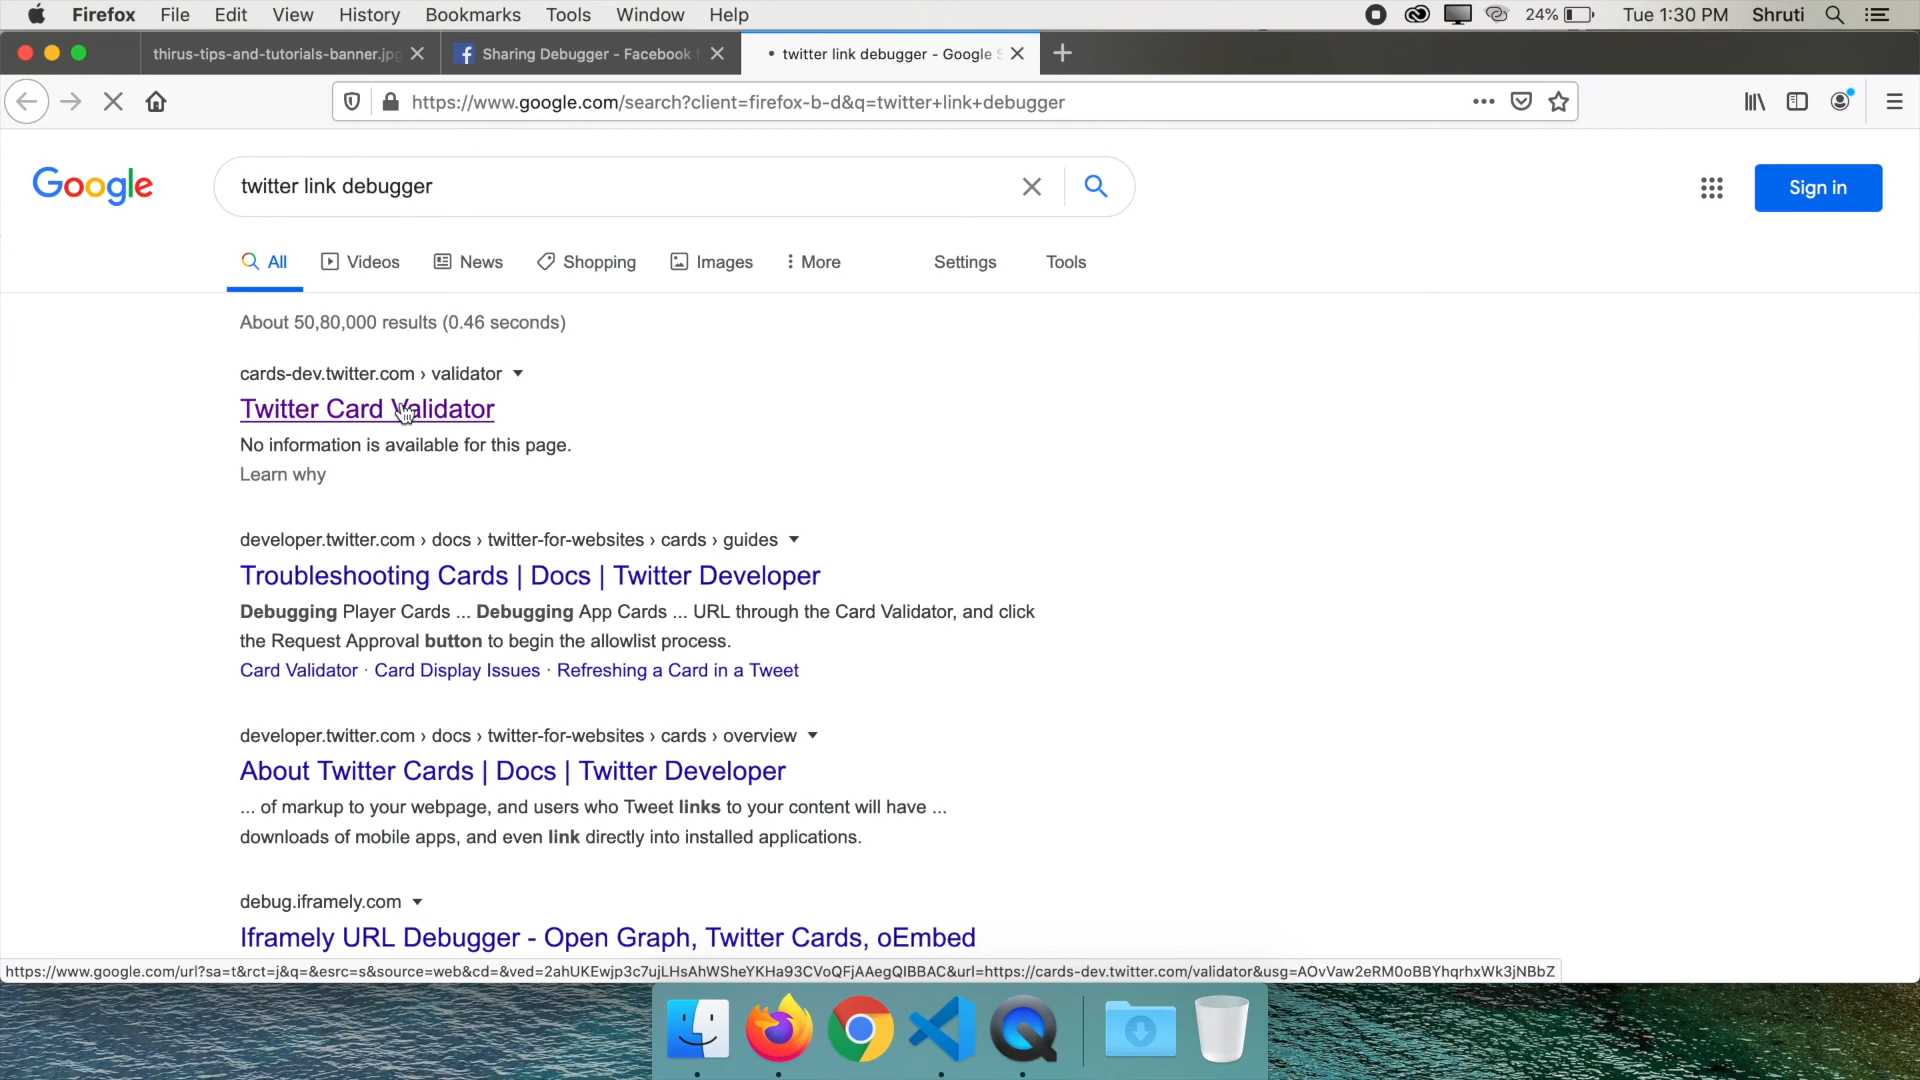 Firefox File Edit View History Bookmarks Tools Window Help 24% Tue 1:30 PM Shruti
thirus-tips-and-tutorials-banner.jpg Sharing Debugger - Facebook f • twitter link debugger - Google S
https://www.google.com/search?client=firefox-b-d&q=twitter+link+debugger
Google twitter link debugger Sign in
All Videos News Shopping Images More Settings Tools
About 50,80,000 results (0.46 seconds)
cards-dev.twitter.com › validator
Twitter Card Validator
No information is available for this page.
Learn why
developer.twitter.com › docs › twitter-for-websites › cards › guides
Troubleshooting Cards | Docs | Twitter Developer
Debugging Player Cards ... Debugging App Cards ... URL through the Card Validator, and click
the Request Approval button to begin the allowlist process.
Card Validator · Card Display Issues · Refreshing a Card in a Tweet
developer.twitter.com › docs › twitter-for-websites › cards › overview
About Twitter Cards | Docs | Twitter Developer
... of markup to your webpage, and users who Tweet links to your content will have ...
downloads of mobile apps, and even link directly into installed applications.
debug.iframely.com
Iframely URL Debugger - Open Graph, Twitter Cards, oEmbed
https://www.google.com/url?sa=t&rct=j&q=&esrc=s&source=web&cd=&ved=2ahUKEwjp3c7ujLHsAhWSheYKHa93CVoQFjAAegQIBBAC&url=https://cards-dev.twitter.com/validator&usg=AOvVaw2eRM0oBBYhqrhxWk3jNBbZ